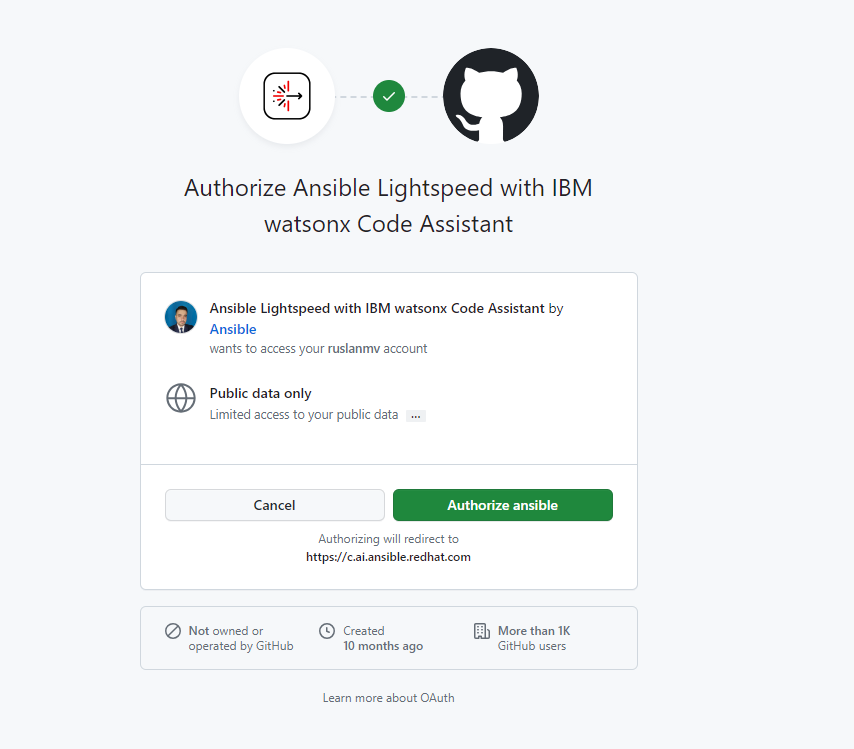 Authorize Ansible Lightspeed with IBM
watsonx Code Assistant
Ansible Lightspeed with IBM watsonx Code Assistant by
Ansible
wants to access your ruslanmv account
Public data only
Limited access to your public data ...
Cancel
Authorize ansible
Authorizing will redirect to
https://c.ai.ansible.redhat.com
Not owned or
operated by GitHub
Created
10 months ago
More than 1K
GitHub users
Learn more about OAuth